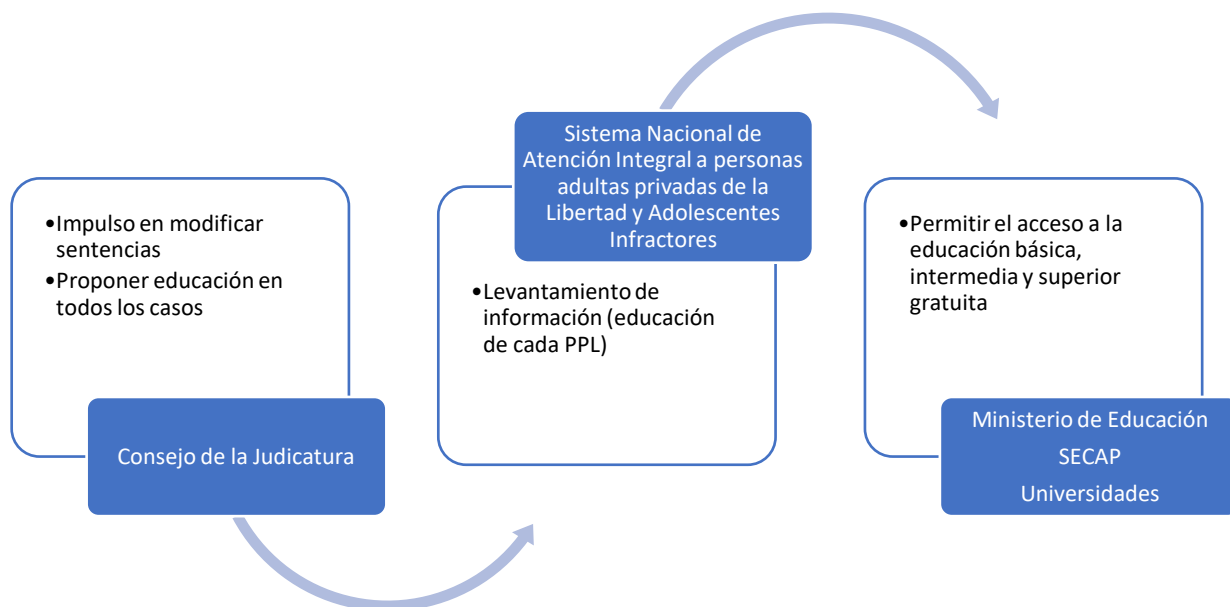 •Impulso en modificar
sentencias
•Proponer educación en
todos los casos
Consejo de la Judicatura
Sistema Nacional de
Atención Integral a personas
adultas privadas de la
Libertad y Adolescentes
Infractores
•Levantamiento de
información (educación
de cada PPL)
•Permitir el acceso a la
educación básica,
intermedia y superior
gratuita
Ministerio de Educación
SECAP
Universidades